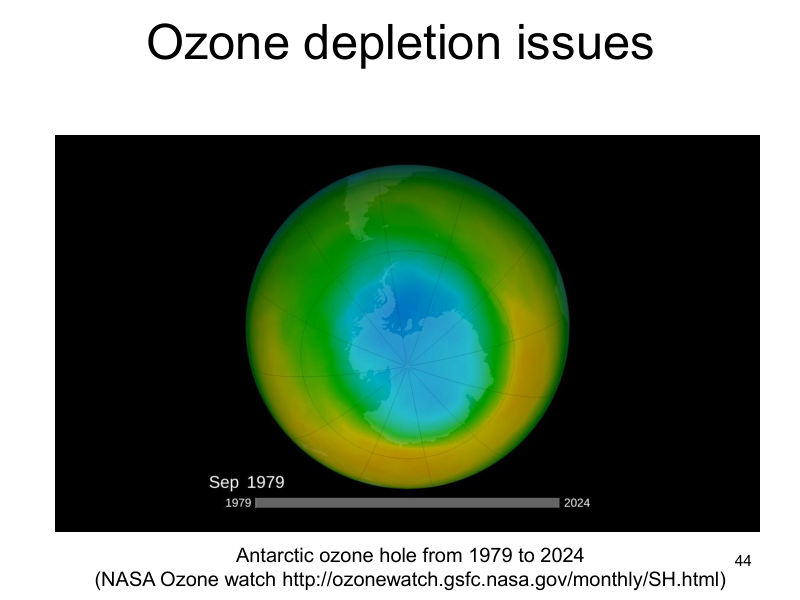 Ozone depletion issues
Sep 1979
1979 2024
Antarctic ozone hole from 1979 to 2024
44
(NASA Ozone watch http://ozonewatch.gsfc.nasa.gov/monthly/SH.html)